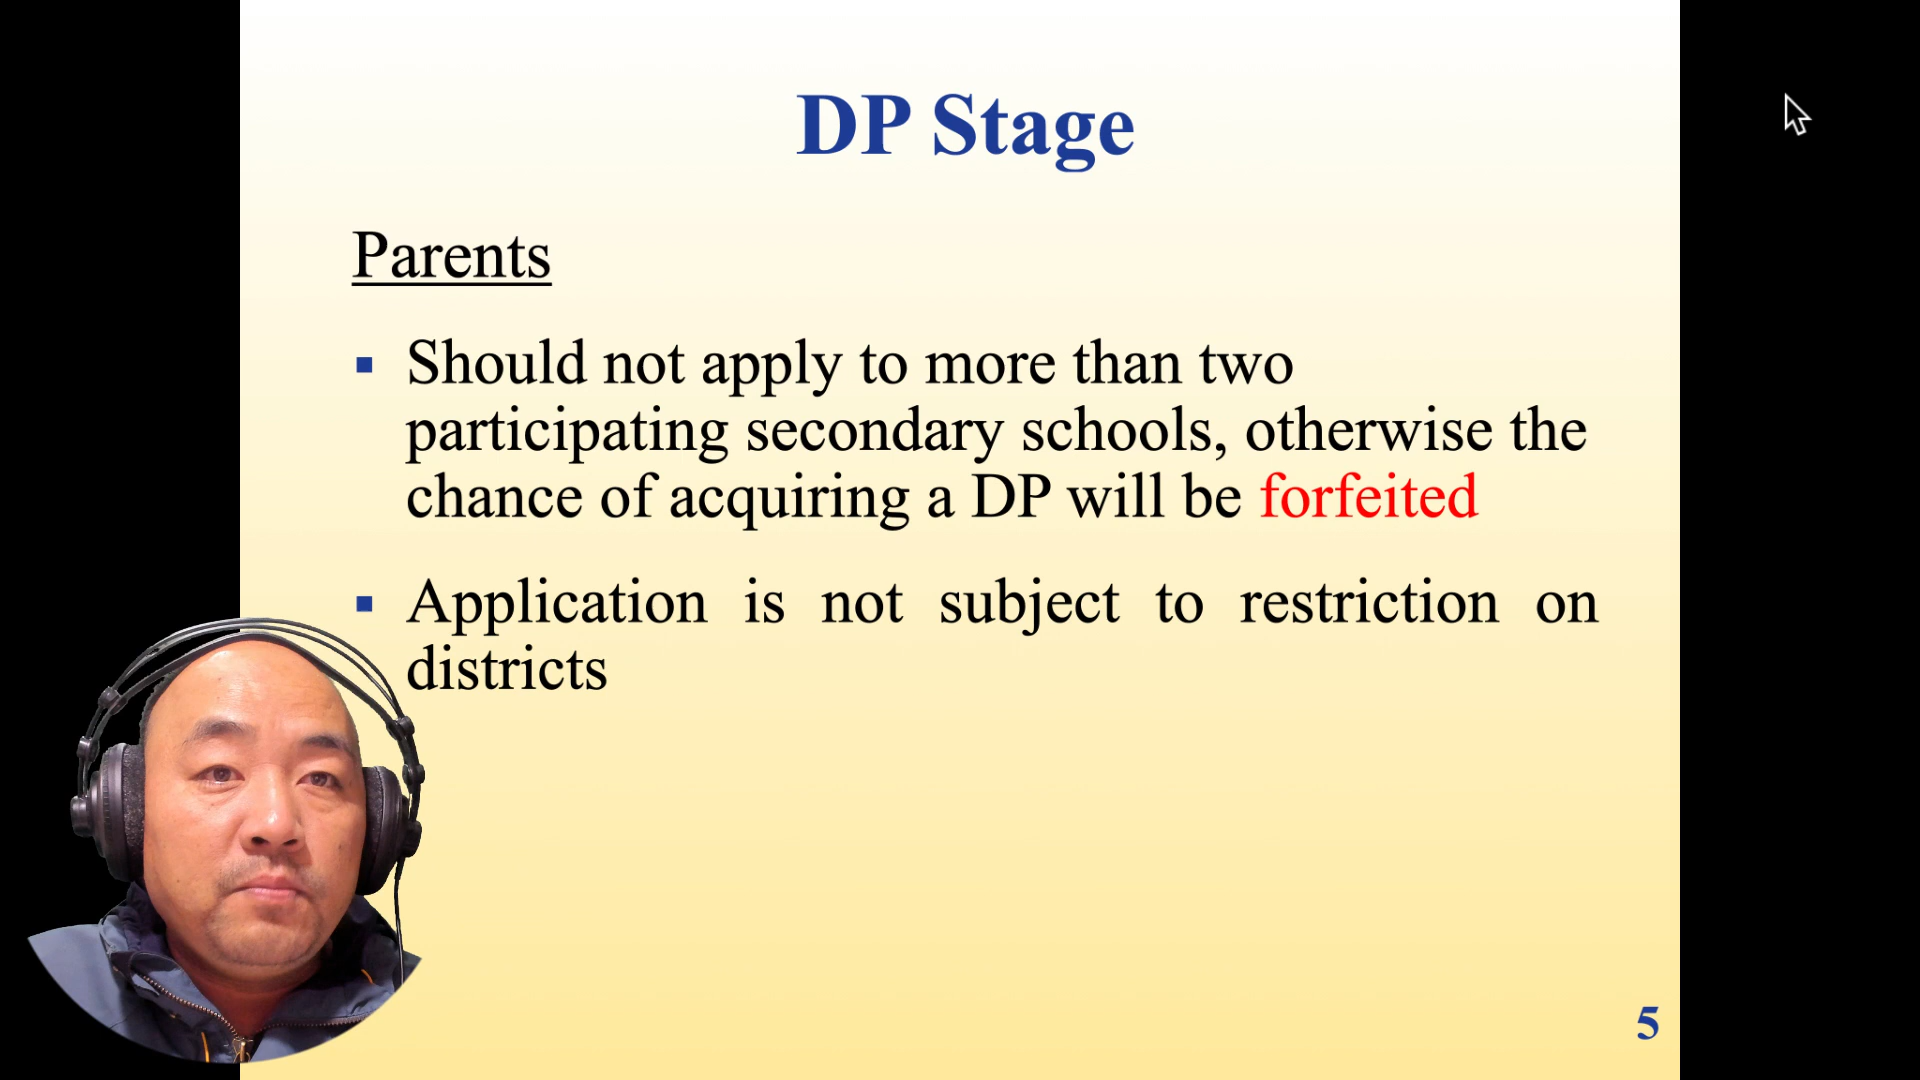 DP Stage
Parents
▪ Should not apply to more than two
participating secondary schools, otherwise the
chance of acquiring a DP will be forfeited
▪ Application is not subject to restriction on
districts
5